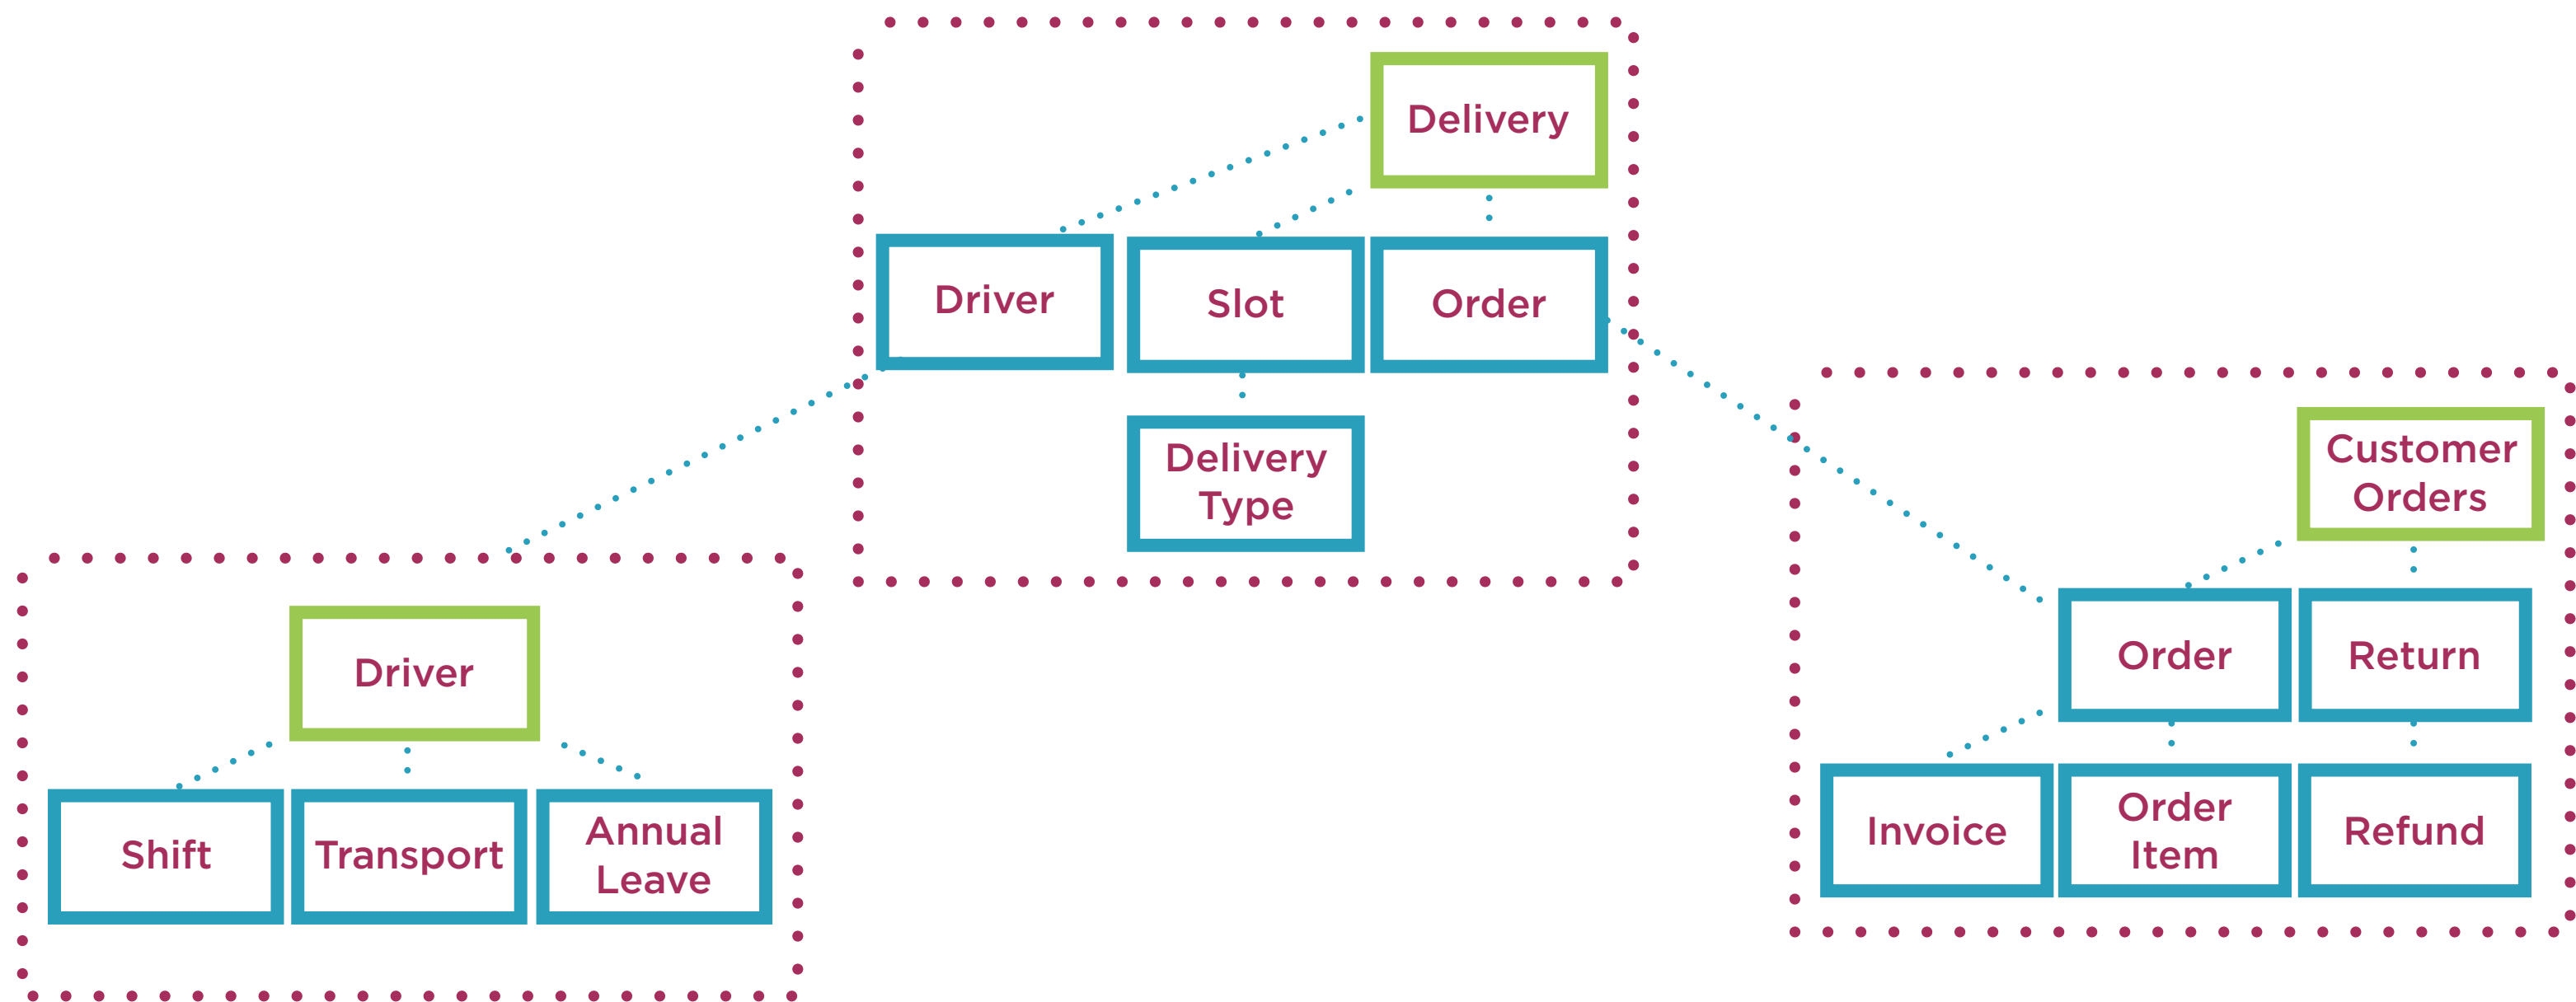 Delivery
Driver
Slot
Order
Delivery
Type
Customer
Orders
Order
Return
Invoice
Order
Item
Refund
Driver
Shift
Transport
Annual
Leave